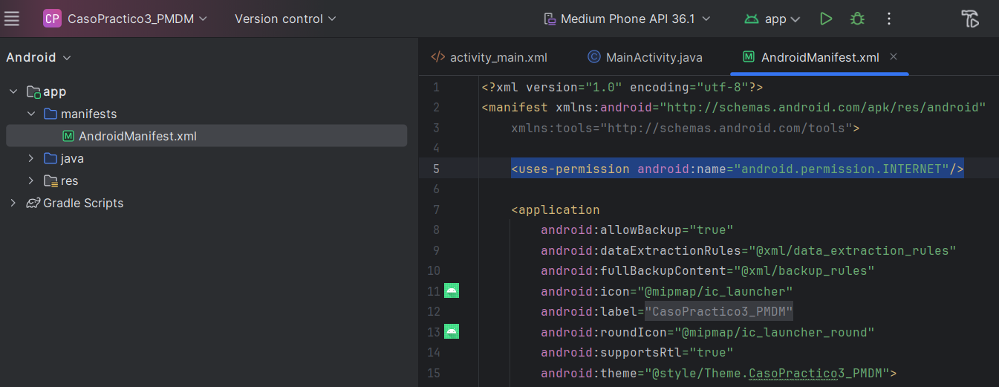 CP CasoPractico3_PMDM Version control Medium Phone API 36.1 app
Android
app
manifests
AndroidManifest.xml
java
res
Gradle Scripts
activity_main.xml MainActivity.java AndroidManifest.xml
1 <?xml version="1.0" encoding="utf-8"?>
2 <manifest xmlns:android="http://schemas.android.com/apk/res/android"
3 xmlns:tools="http://schemas.android.com/tools">
4
5 <uses-permission android:name="android.permission.INTERNET"/>
6
7 <application
8 android:allowBackup="true"
9 android:dataExtractionRules="@xml/data_extraction_rules"
10 android:fullBackupContent="@xml/backup_rules"
11 android:icon="@mipmap/ic_launcher"
12 android:label="CasoPractico3_PMDM"
13 android:roundIcon="@mipmap/ic_launcher_round"
14 android:supportsRtl="true"
15 android:theme="@style/Theme.CasoPractico3_PMDM">